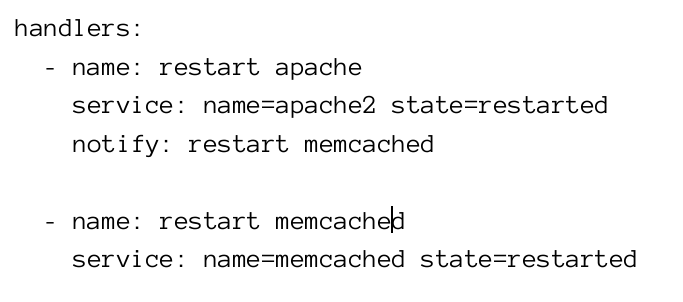 handlers:
  - name: restart apache
    service: name=apache2 state=restarted
    notify: restart memcached

  - name: restart memcached
    service: name=memcached state=restarted